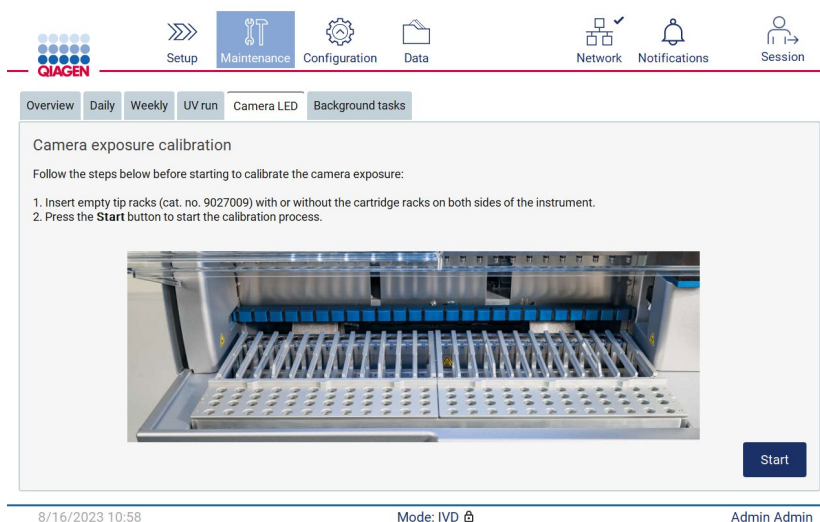 QIAGEN
Setup
Maintenance
Configuration
Data
Network
Notifications
Session
Overview
Daily
Weekly
UV run
Camera LED
Background tasks
Camera exposure calibration
Follow the steps below before starting to calibrate the camera exposure:
1. Insert empty tip racks (cat. no. 9027009) with or without the cartridge racks on both sides of the instrument.
2. Press the Start button to start the calibration process.
Start
8/16/2023 10:58
Mode: IVD
Admin Admin